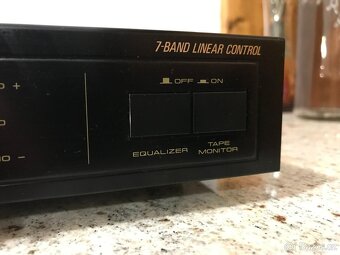 7-BAND LINEAR CONTROL
OFF ON
+
EQUALIZER
TAPE
MONITOR
-